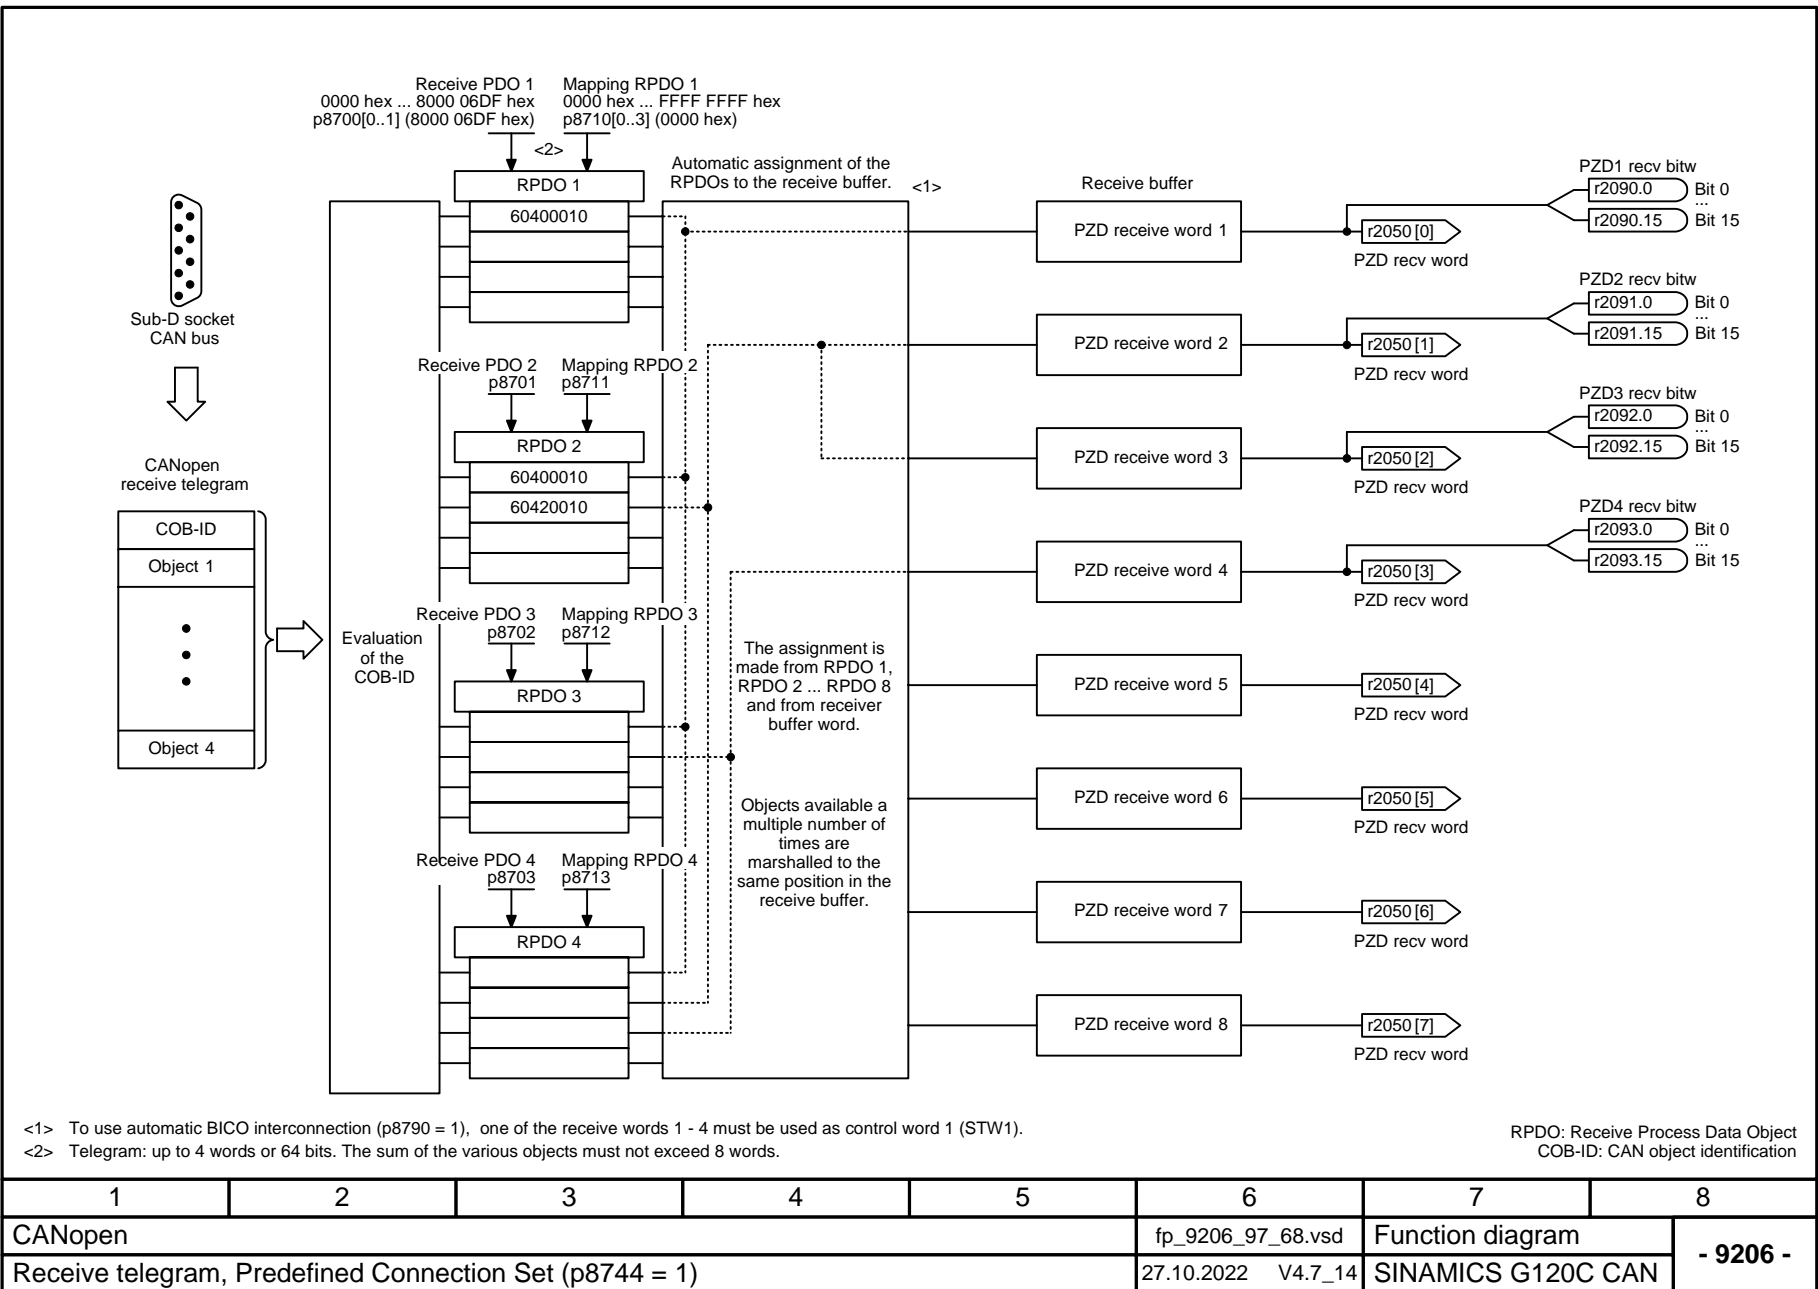 Receive PDO 1
0000 hex ... 8000 06DF hex
p8700[0..1] (8000 06DF hex)
Mapping RPDO 1
0000 hex ... FFFF FFFF hex
p8710[0..3] (0000 hex)
<2>
RPDO 1
60400010
Automatic assignment of the
RPDOs to the receive buffer.
<1>
Receive buffer
Sub-D socket
CAN bus
CANopen
receive telegram
COB-ID
Object 1
Object 4
Evaluation
of the
COB-ID
Receive PDO 2
p8701
Mapping RPDO 2
p8711
RPDO 2
60400010
60420010
Receive PDO 3
p8702
Mapping RPDO 3
p8712
RPDO 3
Receive PDO 4
p8703
Mapping RPDO 4
p8713
RPDO 4
The assignment is
made from RPDO 1,
RPDO 2 ... RPDO 8
and from receiver
buffer word.
Objects available a
multiple number of
times are
marshalled to the
same position in the
receive buffer.
PZD receive word 1
r2050 [0]
PZD recv word
PZD1 recv bitw
r2090.0 Bit 0
...
r2090.15 Bit 15
PZD receive word 2
r2050 [1]
PZD recv word
PZD2 recv bitw
r2091.0 Bit 0
...
r2091.15 Bit 15
PZD receive word 3
r2050 [2]
PZD recv word
PZD3 recv bitw
r2092.0 Bit 0
...
r2092.15 Bit 15
PZD receive word 4
r2050 [3]
PZD recv word
PZD4 recv bitw
r2093.0 Bit 0
...
r2093.15 Bit 15
PZD receive word 5
r2050 [4]
PZD recv word
PZD receive word 6
r2050 [5]
PZD recv word
PZD receive word 7
r2050 [6]
PZD recv word
PZD receive word 8
r2050 [7]
PZD recv word
<1> To use automatic BICO interconnection (p8790 = 1), one of the receive words 1 - 4 must be used as control word 1 (STW1).
<2> Telegram: up to 4 words or 64 bits. The sum of the various objects must not exceed 8 words.
RPDO: Receive Process Data Object
COB-ID: CAN object identification
1 2 3 4 5 6 7 8
CANopen
fp_9206_97_68.vsd
Function diagram
- 9206 -
Receive telegram, Predefined Connection Set (p8744 = 1)
27.10.2022 V4.7_14
SINAMICS G120C CAN